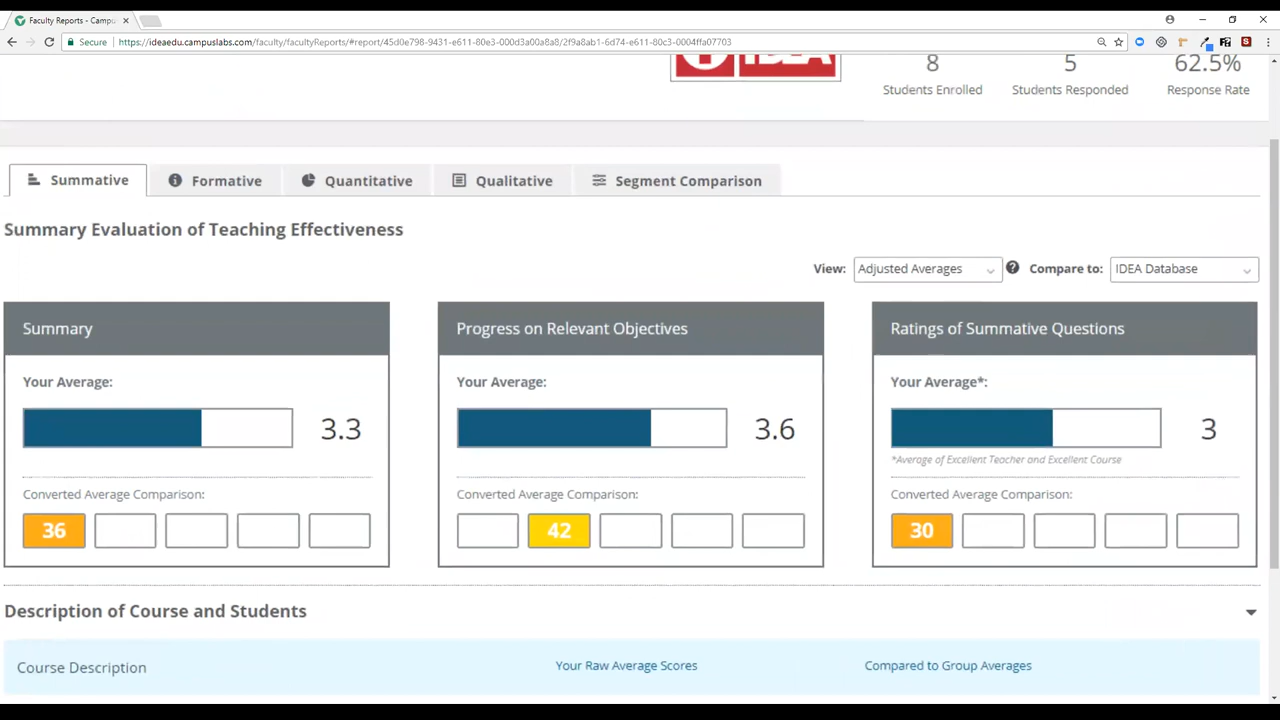 Faculty Reports - Campu
Secure https://ideaedu.campuslabs.com/faculty/facultyReports/#report/45d0e798-9431-e611-80e3-000d3a00a8a8/2f9a8ab1-6d74-e611-80c3-0004ffa07703
IDEA
8 5 62.5%
Students Enrolled Students Responded Response Rate
Summative Formative Quantitative Qualitative Segment Comparison
Summary Evaluation of Teaching Effectiveness
View: Adjusted Averages Compare to: IDEA Database
Summary Progress on Relevant Objectives Ratings of Summative Questions
Your Average: Your Average: Your Average*:
3.3 3.6 3
*Average of Excellent Teacher and Excellent Course
Converted Average Comparison: Converted Average Comparison: Converted Average Comparison:
36 42 30
Description of Course and Students
Course Description Your Raw Average Scores Compared to Group Averages